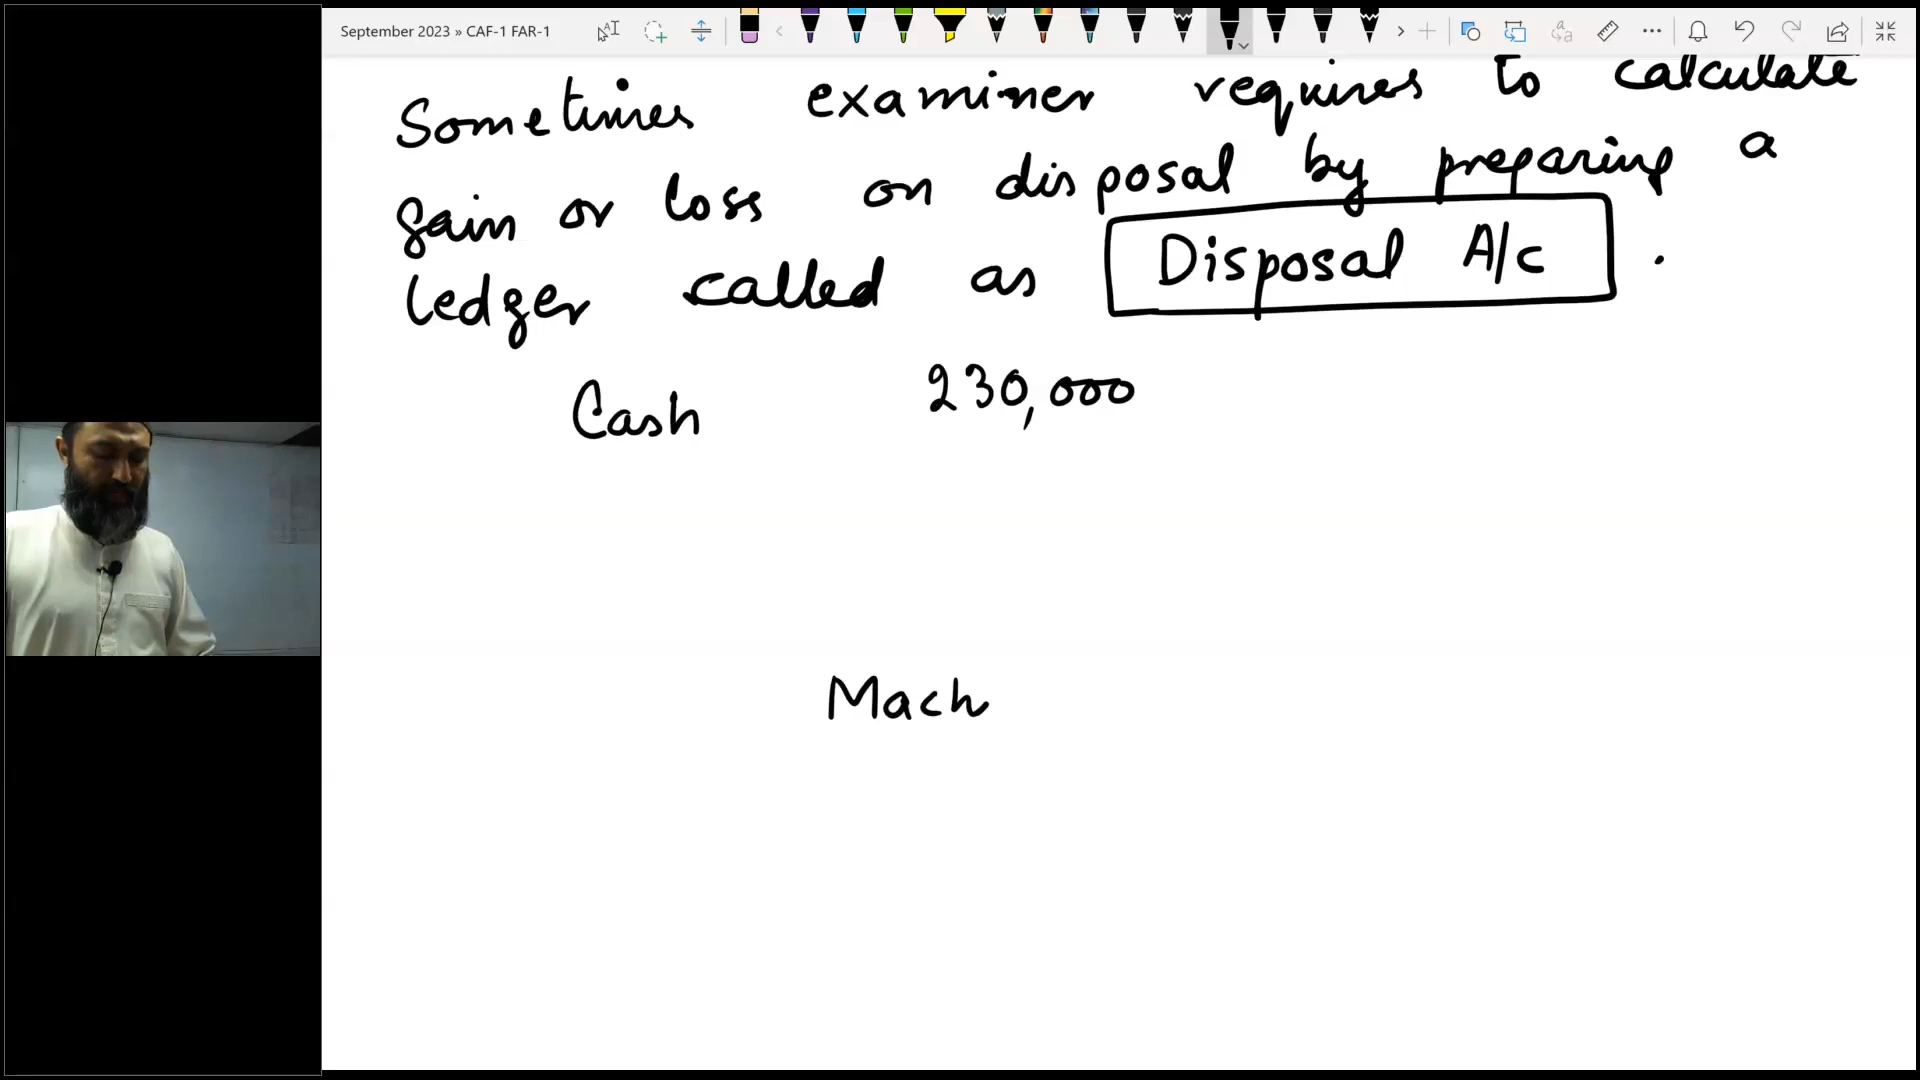 September 2023 » CAF-1 FAR-1
Sometimes examiner requires to calculate
gain or loss on disposal by preparing a
ledger called as Disposal A/c .
Cash 230,000
Mach